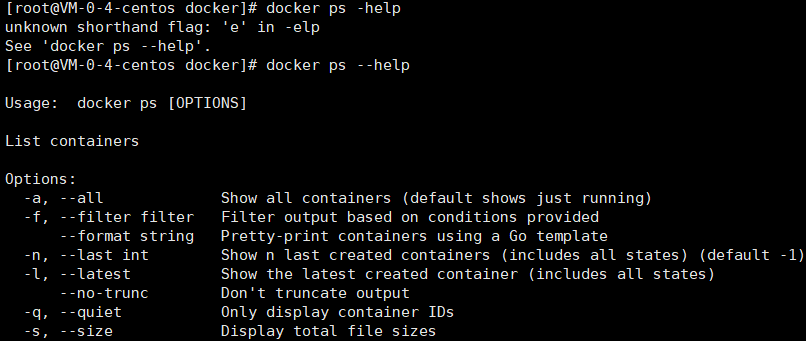 [root@VM-0-4-centos docker]# docker ps -help
unknown shorthand flag: 'e' in -elp
See 'docker ps --help'.
[root@VM-0-4-centos docker]# docker ps --help
Usage:  docker ps [OPTIONS]
List containers
Options:
  -a, --all             Show all containers (default shows just running)
  -f, --filter filter   Filter output based on conditions provided
      --format string   Pretty-print containers using a Go template
  -n, --last int        Show n last created containers (includes all states) (default -1)
  -l, --latest          Show the latest created container (includes all states)
      --no-trunc        Don't truncate output
  -q, --quiet           Only display container IDs
  -s, --size            Display total file sizes